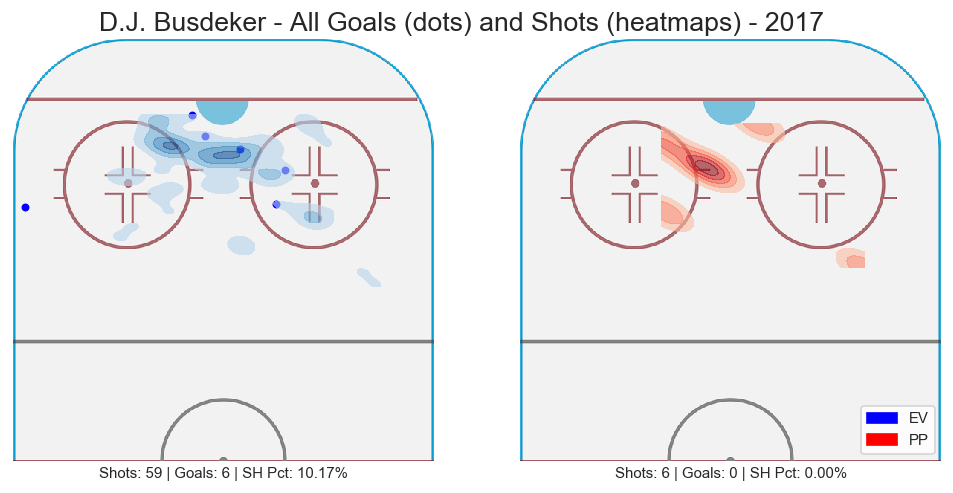 D.J. Busdeker - All Goals (dots) and Shots (heatmaps) - 2017
EV
PP
Shots: 59 | Goals: 6 | SH Pct: 10.17%
Shots: 6 | Goals: 0 | SH Pct: 0.00%